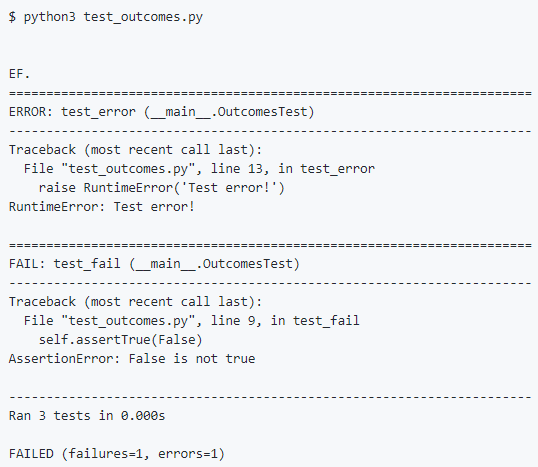 $ python3 test_outcomes.py
EF.
======================================================================
ERROR: test_error (__main__.OutcomesTest)
----------------------------------------------------------------------
Traceback (most recent call last):
  File "test_outcomes.py", line 13, in test_error
    raise RuntimeError('Test error!')
RuntimeError: Test error!
======================================================================
FAIL: test_fail (__main__.OutcomesTest)
----------------------------------------------------------------------
Traceback (most recent call last):
  File "test_outcomes.py", line 9, in test_fail
    self.assertTrue(False)
AssertionError: False is not true
----------------------------------------------------------------------
Ran 3 tests in 0.000s
FAILED (failures=1, errors=1)